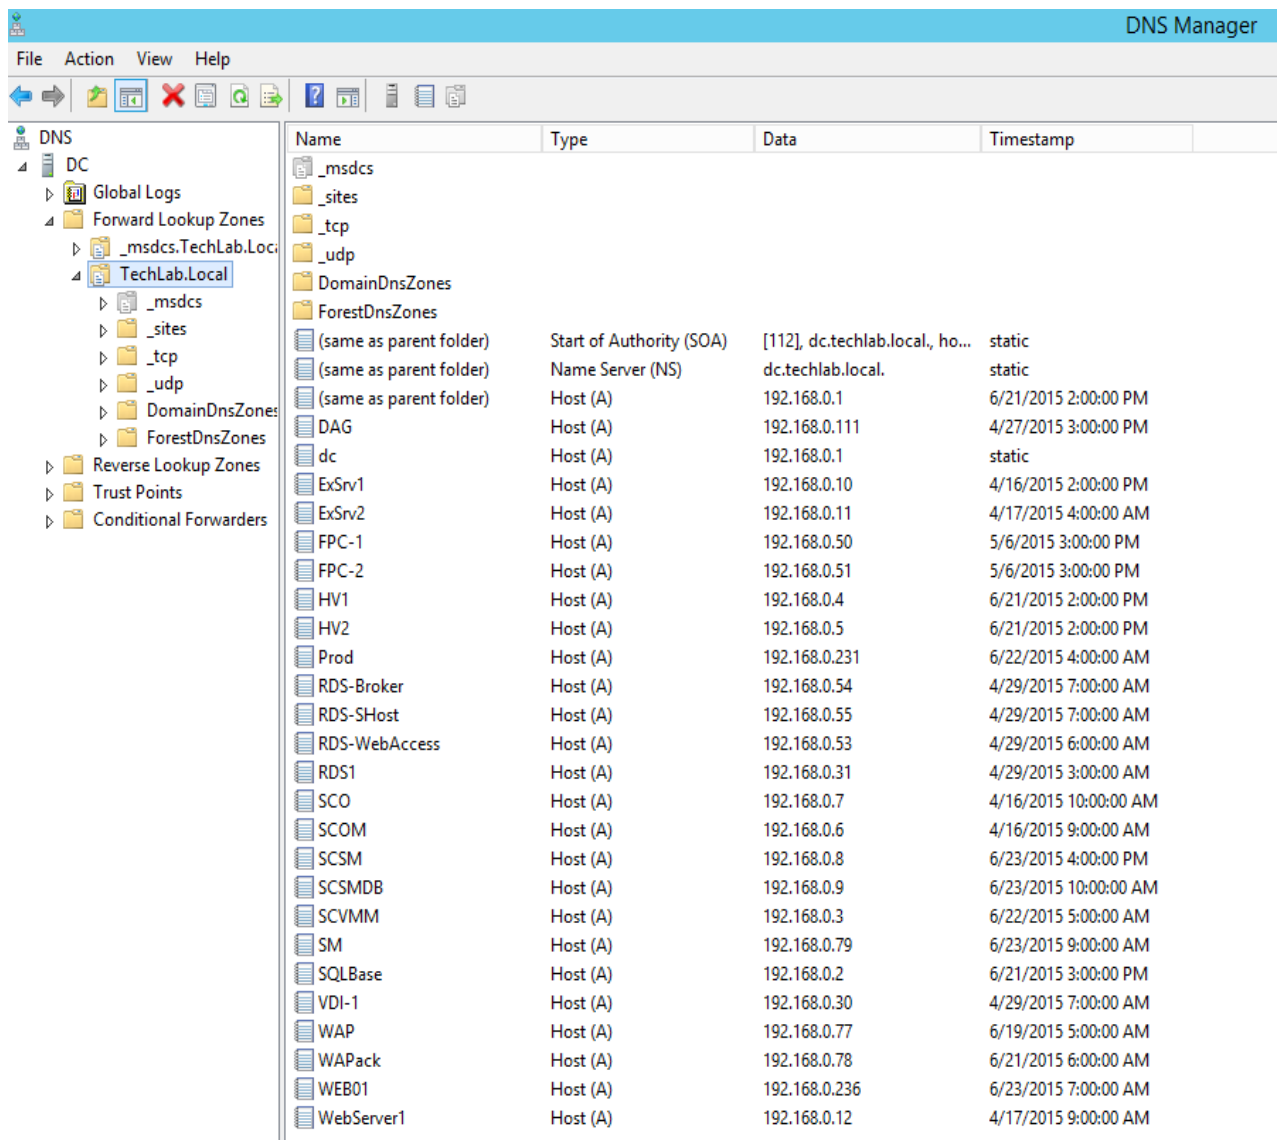 DNS Manager
File Action View Help
DNS
DC
Global Logs
Forward Lookup Zones
_msdcs.TechLab.Loca
TechLab.Local
_msdcs
_sites
_tcp
_udp
DomainDnsZones
ForestDnsZones
Reverse Lookup Zones
Trust Points
Conditional Forwarders
Name Type Data Timestamp
_msdcs
_sites
_tcp
_udp
DomainDnsZones
ForestDnsZones
(same as parent folder) Start of Authority (SOA) [112], dc.techlab.local., ho... static
(same as parent folder) Name Server (NS) dc.techlab.local. static
(same as parent folder) Host (A) 192.168.0.1 6/21/2015 2:00:00 PM
DAG Host (A) 192.168.0.111 4/27/2015 3:00:00 PM
dc Host (A) 192.168.0.1 static
ExSrv1 Host (A) 192.168.0.10 4/16/2015 2:00:00 PM
ExSrv2 Host (A) 192.168.0.11 4/17/2015 4:00:00 AM
FPC-1 Host (A) 192.168.0.50 5/6/2015 3:00:00 PM
FPC-2 Host (A) 192.168.0.51 5/6/2015 3:00:00 PM
HV1 Host (A) 192.168.0.4 6/21/2015 2:00:00 PM
HV2 Host (A) 192.168.0.5 6/21/2015 2:00:00 PM
Prod Host (A) 192.168.0.231 6/22/2015 4:00:00 AM
RDS-Broker Host (A) 192.168.0.54 4/29/2015 7:00:00 AM
RDS-SHost Host (A) 192.168.0.55 4/29/2015 7:00:00 AM
RDS-WebAccess Host (A) 192.168.0.53 4/29/2015 6:00:00 AM
RDS1 Host (A) 192.168.0.31 4/29/2015 3:00:00 AM
SCO Host (A) 192.168.0.7 4/16/2015 10:00:00 AM
SCOM Host (A) 192.168.0.6 4/16/2015 9:00:00 AM
SCSM Host (A) 192.168.0.8 6/23/2015 4:00:00 PM
SCSMDB Host (A) 192.168.0.9 6/23/2015 10:00:00 AM
SCVMM Host (A) 192.168.0.3 6/22/2015 5:00:00 AM
SM Host (A) 192.168.0.79 6/23/2015 9:00:00 AM
SQLBase Host (A) 192.168.0.2 6/21/2015 3:00:00 PM
VDI-1 Host (A) 192.168.0.30 4/29/2015 7:00:00 AM
WAP Host (A) 192.168.0.77 6/19/2015 5:00:00 AM
WAPack Host (A) 192.168.0.78 6/21/2015 6:00:00 AM
WEB01 Host (A) 192.168.0.236 6/23/2015 7:00:00 AM
WebServer1 Host (A) 192.168.0.12 4/17/2015 9:00:00 AM